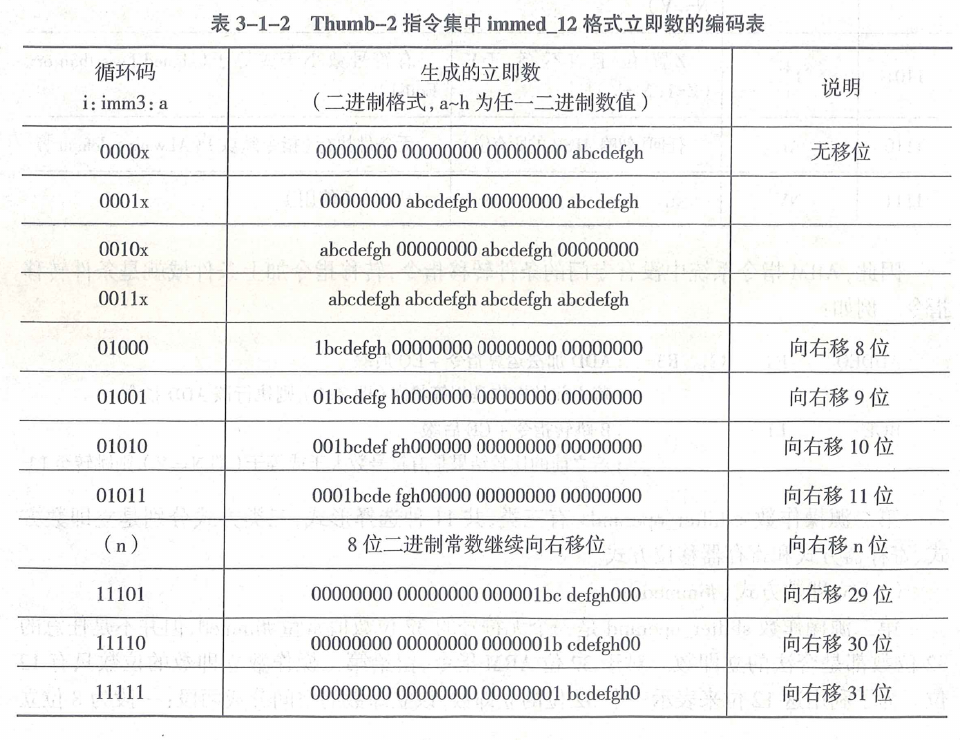 表 3-1-2 Thumb-2 指令集中 immed_12 格式立即数的编码表
循环码
i: imm3: a
生成的立即数
（二进制格式，a~h 为任一二进制数值）
说明
0000x 00000000 00000000 00000000 abcdefgh 无移位
0001x 00000000 abcdefgh 00000000 abcdefgh
0010x abcdefgh 00000000 abcdefgh 00000000
0011x abcdefgh abcdefgh abcdefgh abcdefgh
01000 1bcdefgh 00000000 00000000 00000000 向右移 8 位
01001 01bcdefg h0000000 00000000 00000000 向右移 9 位
01010 001bcdef gh000000 00000000 00000000 向右移 10 位
01011 0001bcde fgh00000 00000000 00000000 向右移 11 位
（n） 8 位二进制常数继续向右移位 向右移 n 位
11101 00000000 00000000 000001bc defgh000 向右移 29 位
11110 00000000 00000000 0000001b cdefgh00 向右移 30 位
11111 00000000 00000000 00000001 bcdefgh0 向右移 31 位